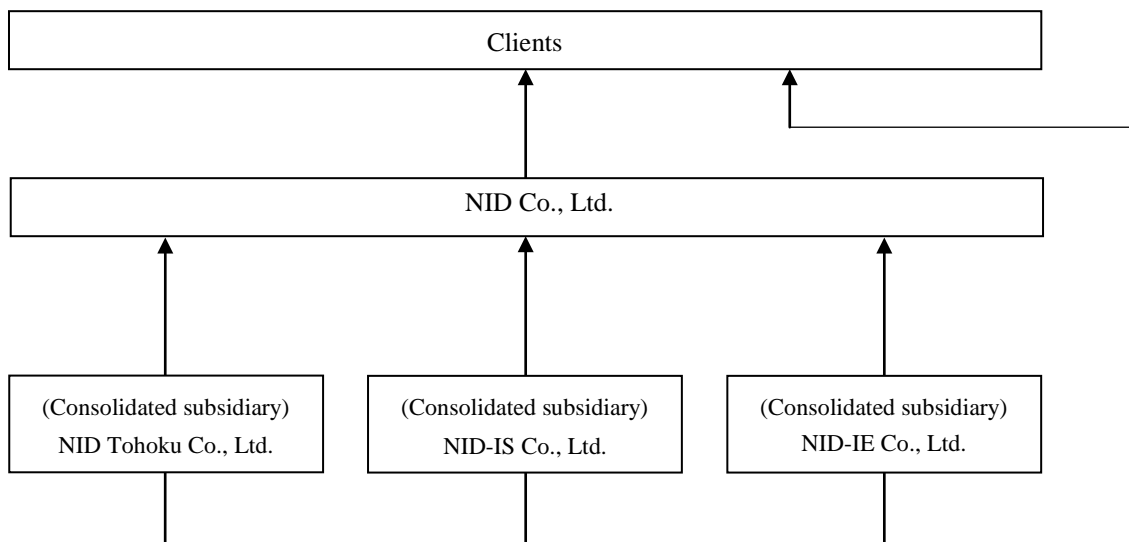 Clients
NID Co., Ltd.
(Consolidated subsidiary)
NID Tohoku Co., Ltd.
(Consolidated subsidiary)
NID-IS Co., Ltd.
(Consolidated subsidiary)
NID-IE Co., Ltd.